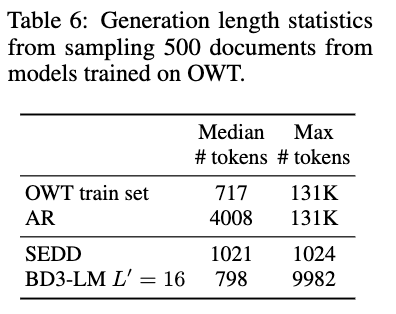 Table 6: Generation length statistics
from sampling 500 documents from
models trained on OWT.
Median Max
# tokens # tokens
OWT train set 717 131K
AR 4008 131K
SEDD 1021 1024
BD3-LM L′ = 16 798 9982